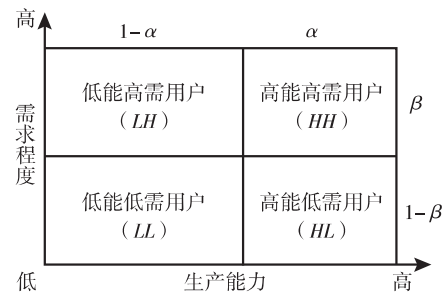 高
1-α
α
需求程度
低能高需用户
(LH)
高能高需用户
(HH)
β
低能低需用户
(LL)
高能低需用户
(HL)
1-β
低
生产能力
高